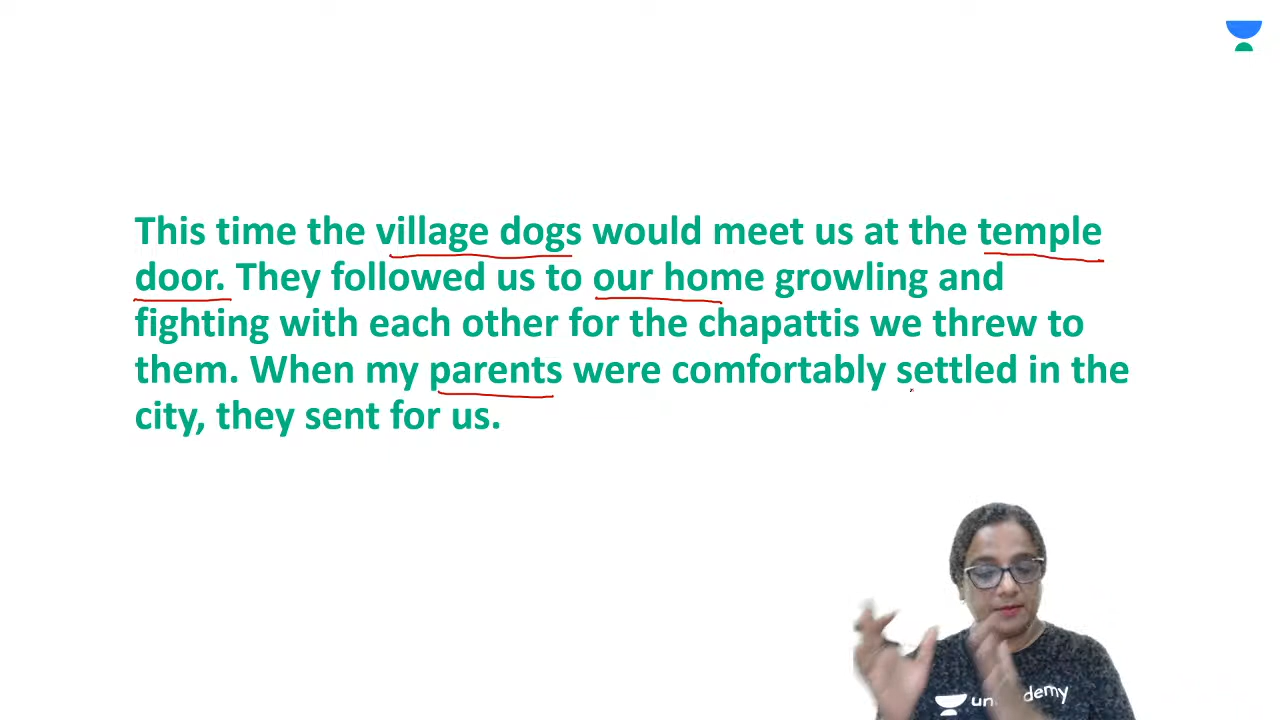 This time the village dogs would meet us at the temple
door. They followed us to our home growling and
fighting with each other for the chapattis we threw to
them. When my parents were comfortably settled in the
city, they sent for us.